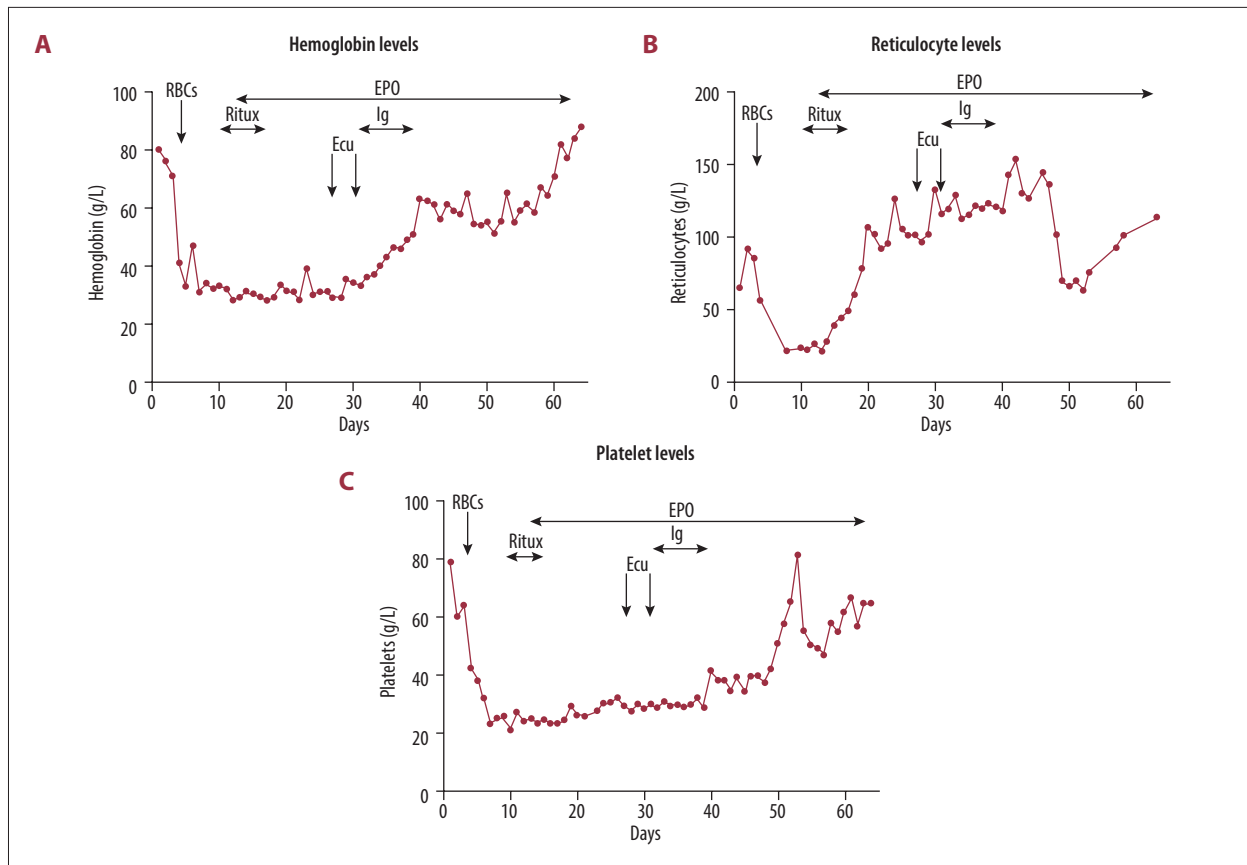 A
Hemoglobin levels
RBCs
EPO
Ritux
Ig
Ecu
Hemoglobin (g/L)
100
80
60
40
20
0
0 10 20 30 40 50 60
Days
B
Reticulocyte levels
RBCs
EPO
Ritux
Ig
Ecu
Reticulocytes (g/L)
200
150
100
50
0
0 10 20 30 40 50 60
Days
C
Platelet levels
RBCs
EPO
Ritux
Ig
Ecu
Platelets (g/L)
100
80
60
40
20
0
0 10 20 30 40 50 60
Days